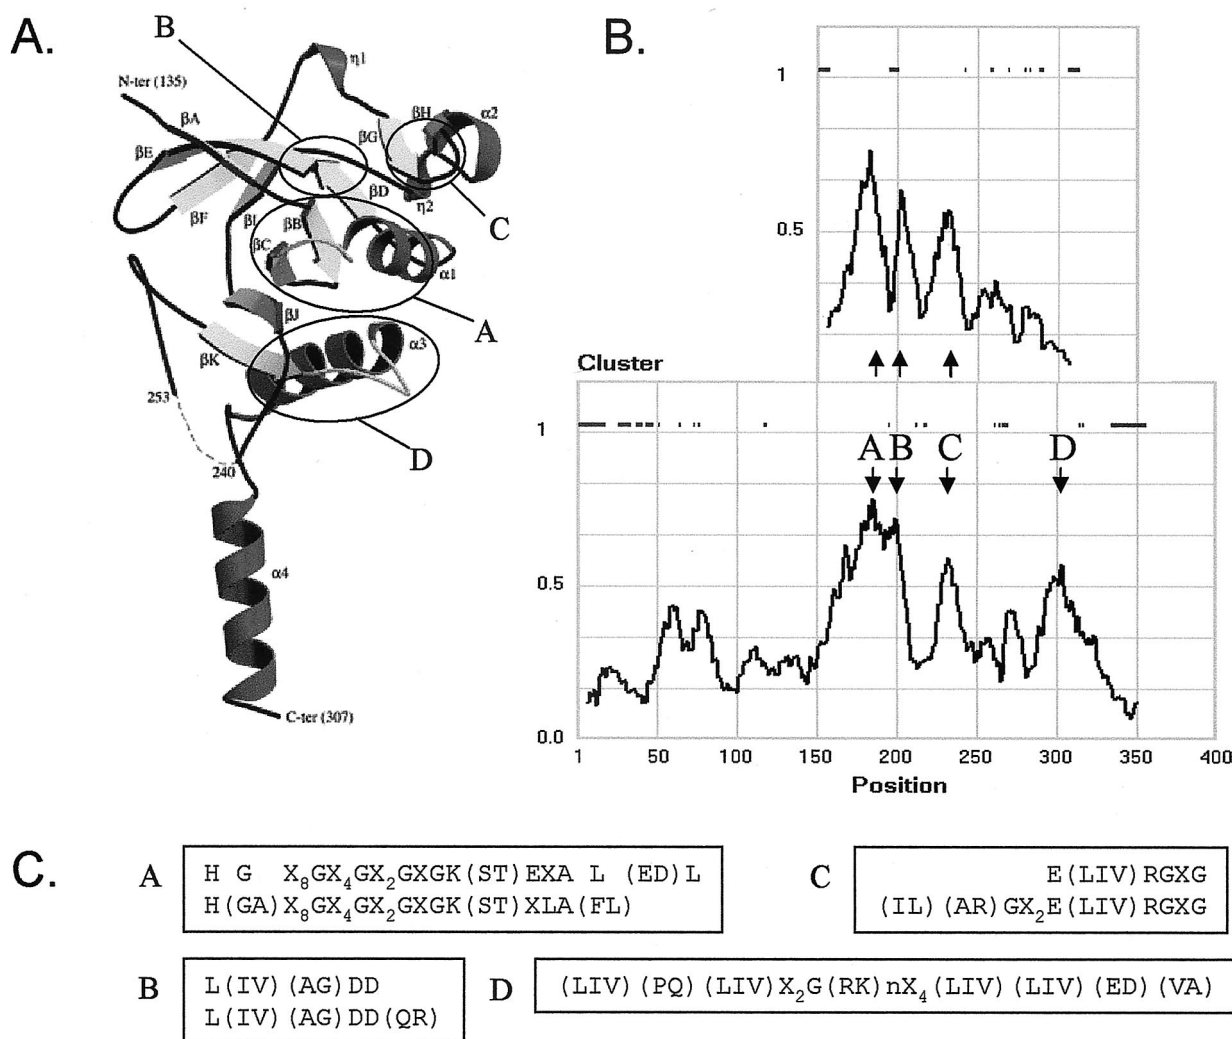 A.
B
η1
N-ter (135)
βA
βH
α2
βG
βE
βD
η2
C
βF
βI
βB
βC
α1
A
βJ
βK
α3
253
D
240
α4
C-ter (307)
B.
1
0.5
Cluster
1
A B C D
0.5
0.0
1 50 100 150 200 250 300 350 400
Position
C.
A
H G X8GX4GX2GXGK(ST)EXA L (ED)L
H(GA)X8GX4GX2GXGK(ST)XLA(FL)
C
E(LIV)RGXG
(IL)(AR)GX2E(LIV)RGXG
B
L(IV)(AG)DD
L(IV)(AG)DD(QR)
D
(LIV)(PQ)(LIV)X2G(RK)nX4(LIV)(LIV)(ED)(VA)